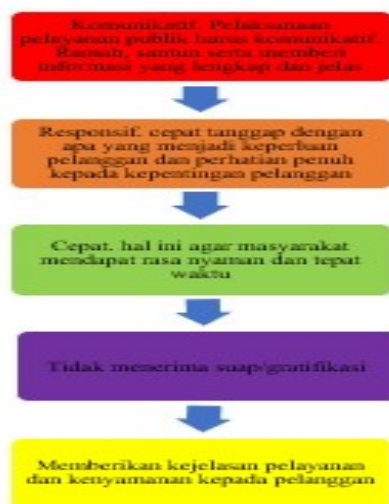 Komunikatif. Pelaksanaan
pelayanan publik harus komunikatif.
Ramah, santun serta memberi
informasi yang lengkap dan jelas
Responsif. cepat tanggap dengan
apa yang menjadi keperluan
pelanggan dan perhatian penuh
kepada kepentingan pelanggan
Cepat. hal ini agar masyarakat
mendapat rasa nyaman dan tepat
waktu
Tidak menerima suap/gratifikasi
Memberikan kejelasan pelayanan
dan kenyamanan kepada pelanggan